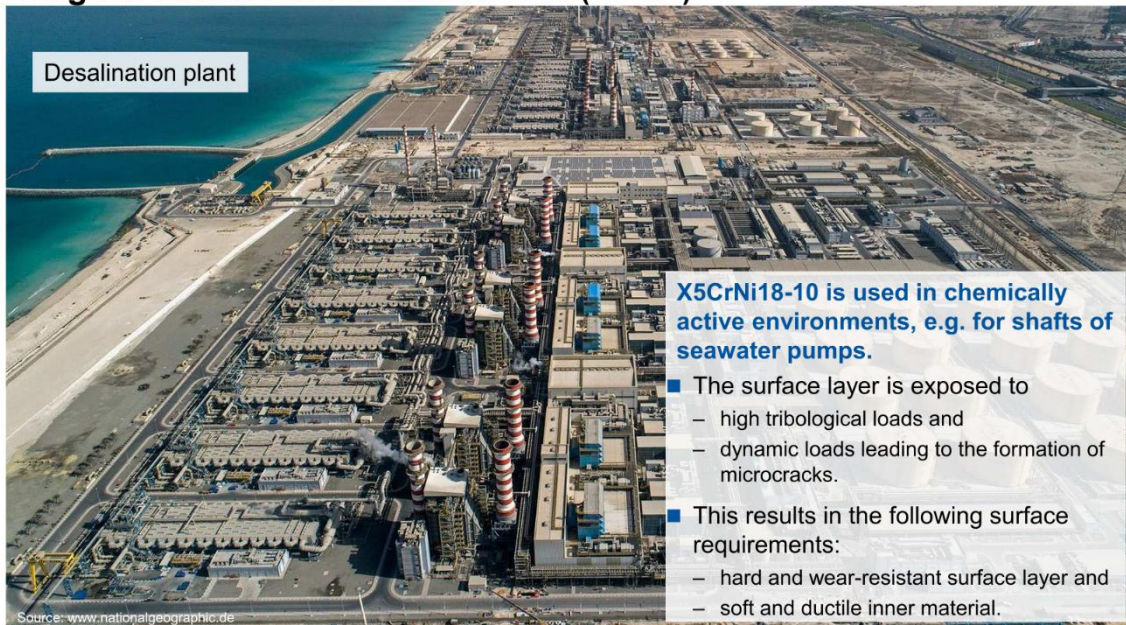 Desalination plant
X5CrNi18-10 is used in chemically
active environments, e.g. for shafts of
seawater pumps.
■ The surface layer is exposed to
– high tribological loads and
– dynamic loads leading to the formation of
microcracks.
■ This results in the following surface
requirements:
– hard and wear-resistant surface layer and
– soft and ductile inner material.
Source: www.nationalgeographic.de